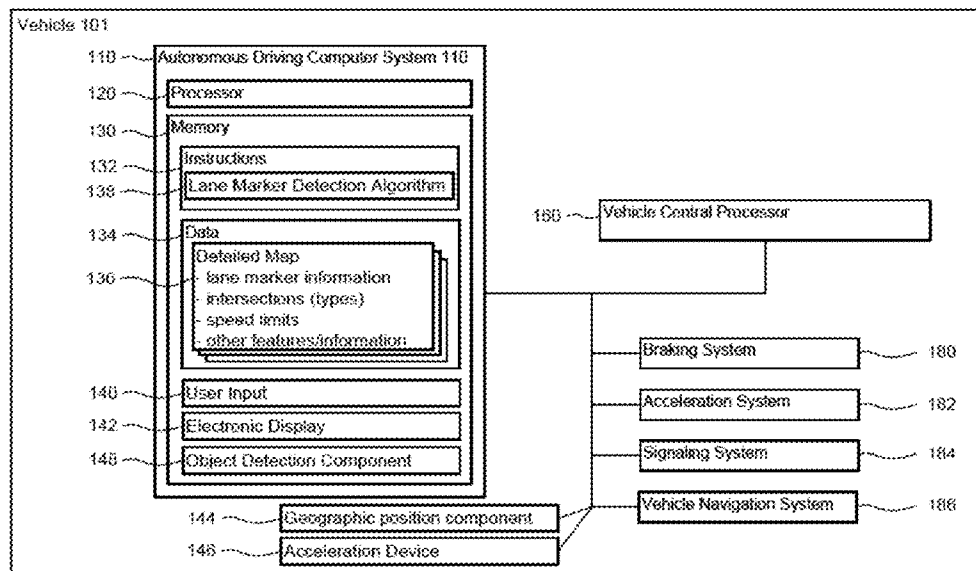 Vehicle 101
110 Autonomous Driving Computer System 110
120 Processor
130 Memory
132 Instructions
138 Lane Marker Detection Algorithm
134 Data
136 Detailed Map
- lane marker information
- intersections (types)
- speed limits
- other features/information
140 User Input
142 Electronic Display
148 Object Detection Component
144 Geographic position component
146 Acceleration Device
160 Vehicle Central Processor
Braking System 180
Acceleration System 182
Signaling System 184
Vehicle Navigation System 186